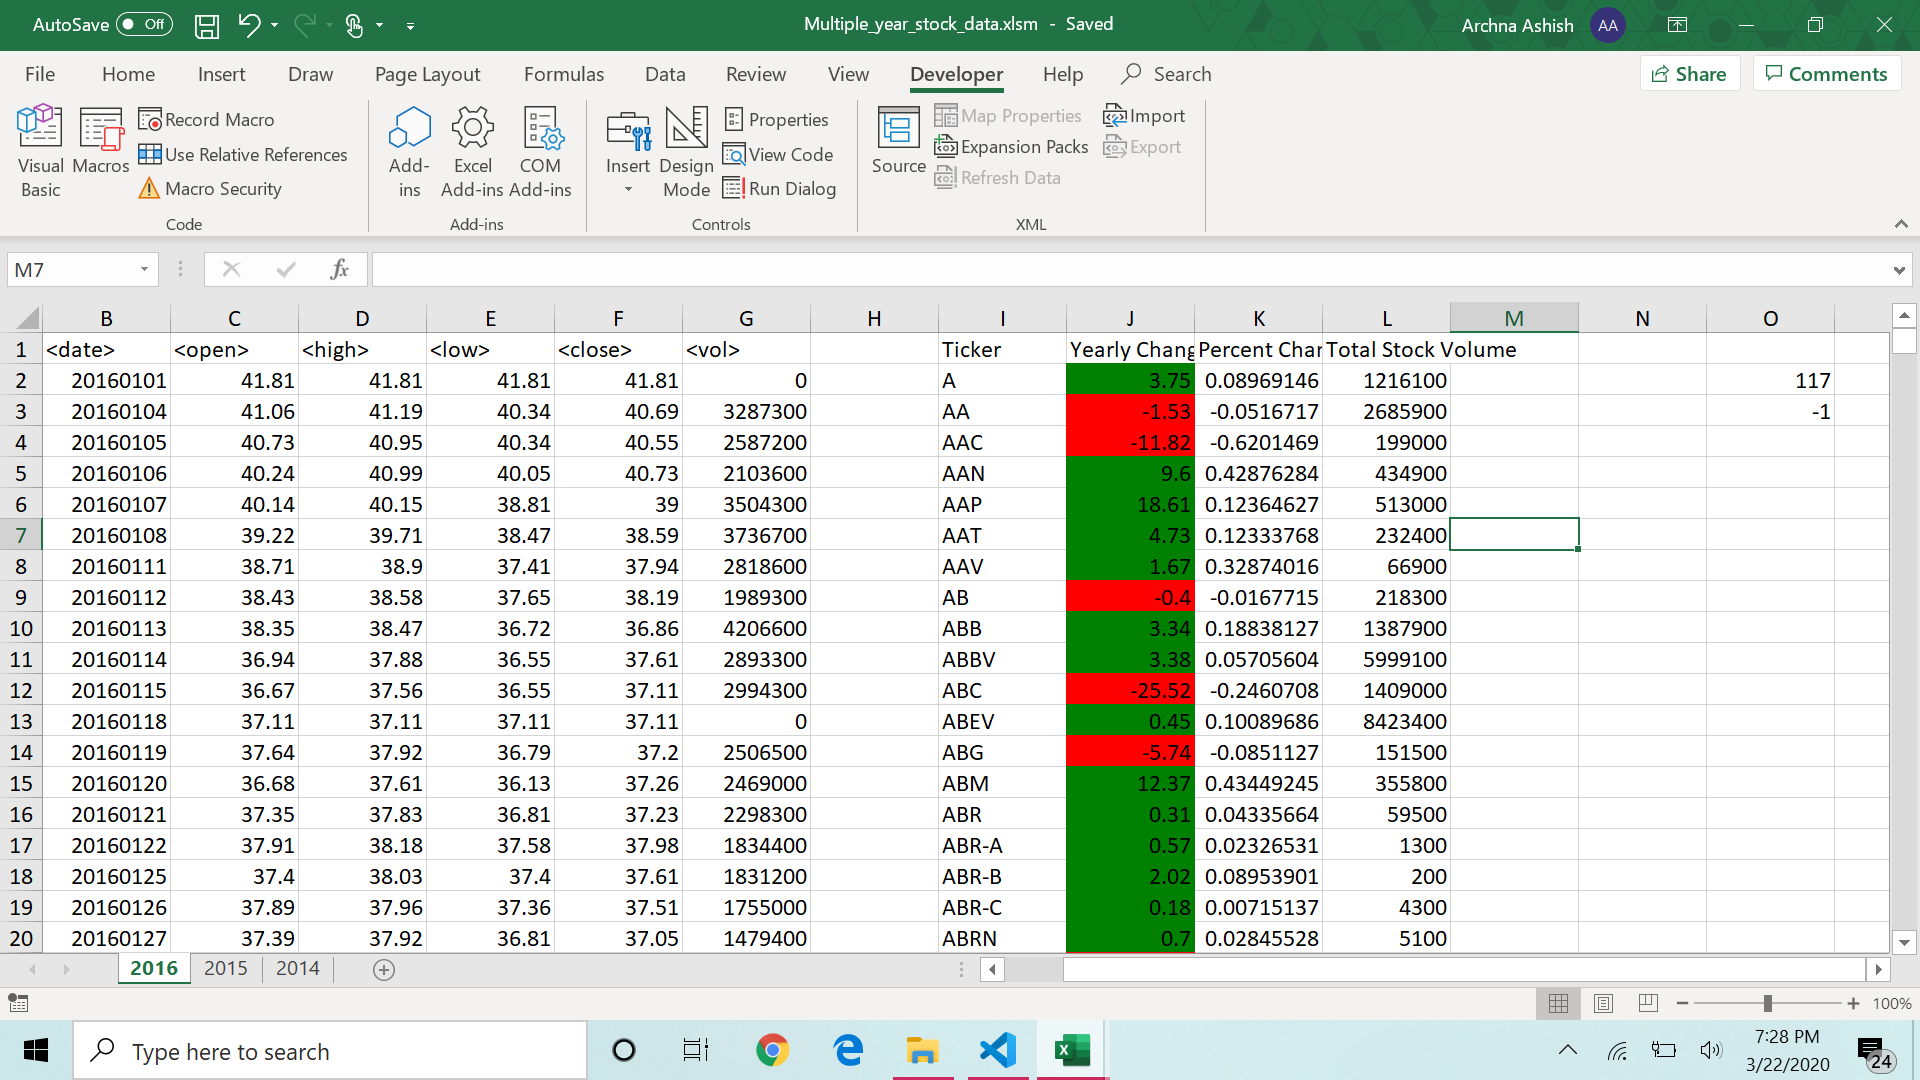 AutoSave Off Multiple_year_stock_data.xlsm - Saved Archna Ashish AA
File Home Insert Draw Page Layout Formulas Data Review View Developer Help Search Share Comments
Visual Basic
Macros
Record Macro
Use Relative References
Macro Security
Code
Add-ins
Excel Add-ins
COM Add-ins
Add-ins
Insert
Design Mode
Properties
View Code
Run Dialog
Controls
Source
Map Properties
Expansion Packs
Refresh Data
Import
Export
XML
M7 fx
B C D E F G H I J K L M N O
1 <date> <open> <high> <low> <close> <vol> Ticker Yearly Chang Percent Char Total Stock Volume
2 20160101 41.81 41.81 41.81 41.81 0 A 3.75 0.08969146 1216100 117
3 20160104 41.06 41.19 40.34 40.69 3287300 AA -1.53 -0.0516717 2685900 -1
4 20160105 40.73 40.95 40.34 40.55 2587200 AAC -11.82 -0.6201469 199000
5 20160106 40.24 40.99 40.05 40.73 2103600 AAN 9.6 0.42876284 434900
6 20160107 40.14 40.15 38.81 39 3504300 AAP 18.61 0.12364627 513000
7 20160108 39.22 39.71 38.47 38.59 3736700 AAT 4.73 0.12333768 232400
8 20160111 38.71 38.9 37.41 37.94 2818600 AAV 1.67 0.32874016 66900
9 20160112 38.43 38.58 37.65 38.19 1989300 AB -0.4 -0.0167715 218300
10 20160113 38.35 38.47 36.72 36.86 4206600 ABB 3.34 0.18838127 1387900
11 20160114 36.94 37.88 36.55 37.61 2893300 ABBV 3.38 0.05705604 5999100
12 20160115 36.67 37.56 36.55 37.11 2994300 ABC -25.52 -0.2460708 1409000
13 20160118 37.11 37.11 37.11 37.11 0 ABEV 0.45 0.10089686 8423400
14 20160119 37.64 37.92 36.79 37.2 2506500 ABG -5.74 -0.0851127 151500
15 20160120 36.68 37.61 36.13 37.26 2469000 ABM 12.37 0.43449245 355800
16 20160121 37.35 37.83 36.81 37.23 2298300 ABR 0.31 0.04335664 59500
17 20160122 37.91 38.18 37.58 37.98 1834400 ABR-A 0.57 0.02326531 1300
18 20160125 37.4 38.03 37.4 37.61 1831200 ABR-B 2.02 0.08953901 200
19 20160126 37.89 37.96 37.36 37.51 1755000 ABR-C 0.18 0.00715137 4300
20 20160127 37.39 37.92 36.81 37.05 1479400 ABRN 0.7 0.02845528 5100
2016 2015 2014
100%
Type here to search
7:28 PM
3/22/2020
24